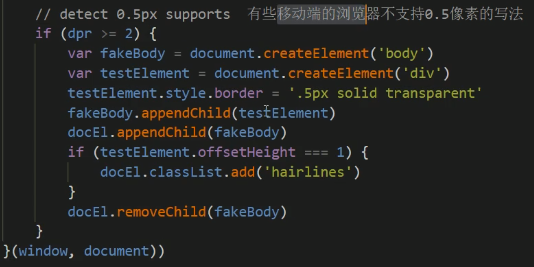 // detect 0.5px supports  有些移动端的浏览器不支持0.5像素的写法
if (dpr >= 2) {
    var fakeBody = document.createElement('body')
    var testElement = document.createElement('div')
    testElement.style.border = '.5px solid transparent'
    fakeBody.appendChild(testElement)
    docEl.appendChild(fakeBody)
    if (testElement.offsetHeight === 1) {
        docEl.classList.add('hairlines')
    }
    docEl.removeChild(fakeBody)
}
}(window, document))